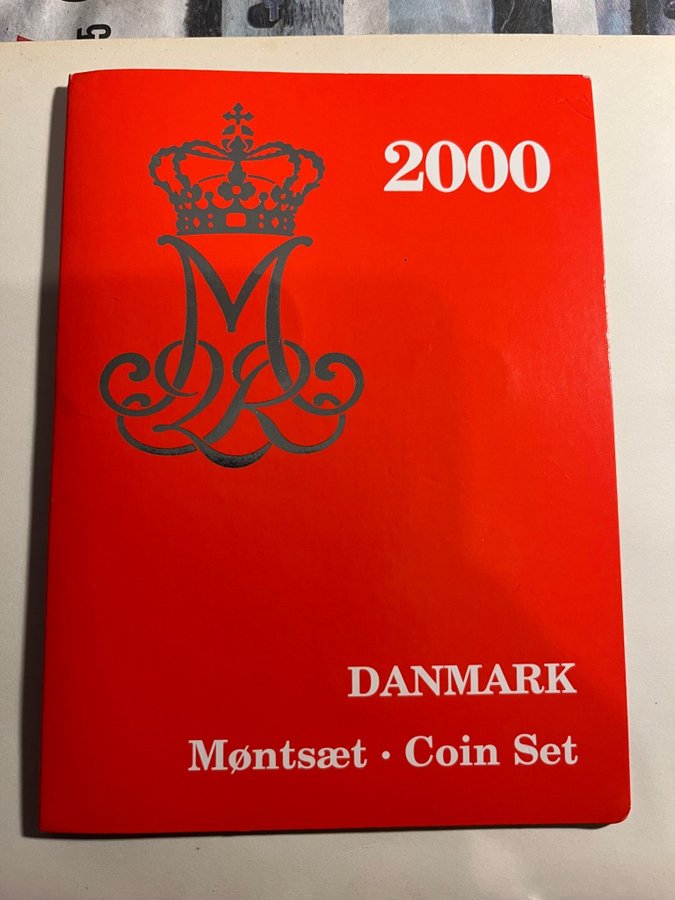 2000
DANMARK
Møntsæt · Coin Set